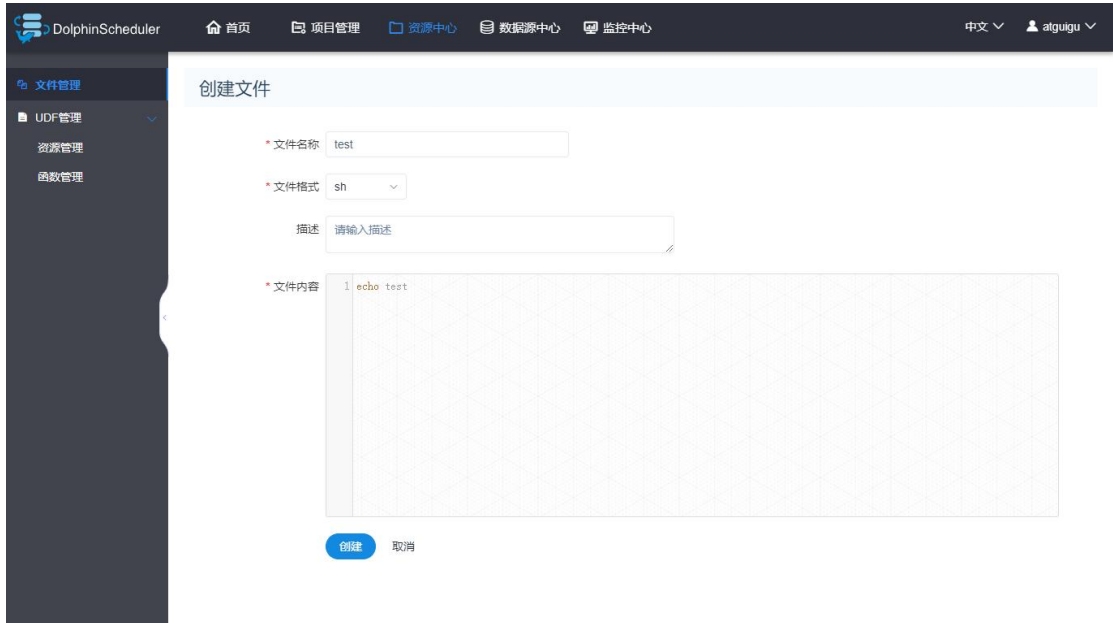 DolphinScheduler 首页 项目管理 资源中心 数据源中心 监控中心 中文 atguigu
文件管理
创建文件
UDF管理
资源管理
函数管理
* 文件名称 test
* 文件格式 sh
描述 请输入描述
* 文件内容 1 echo test
创建 取消